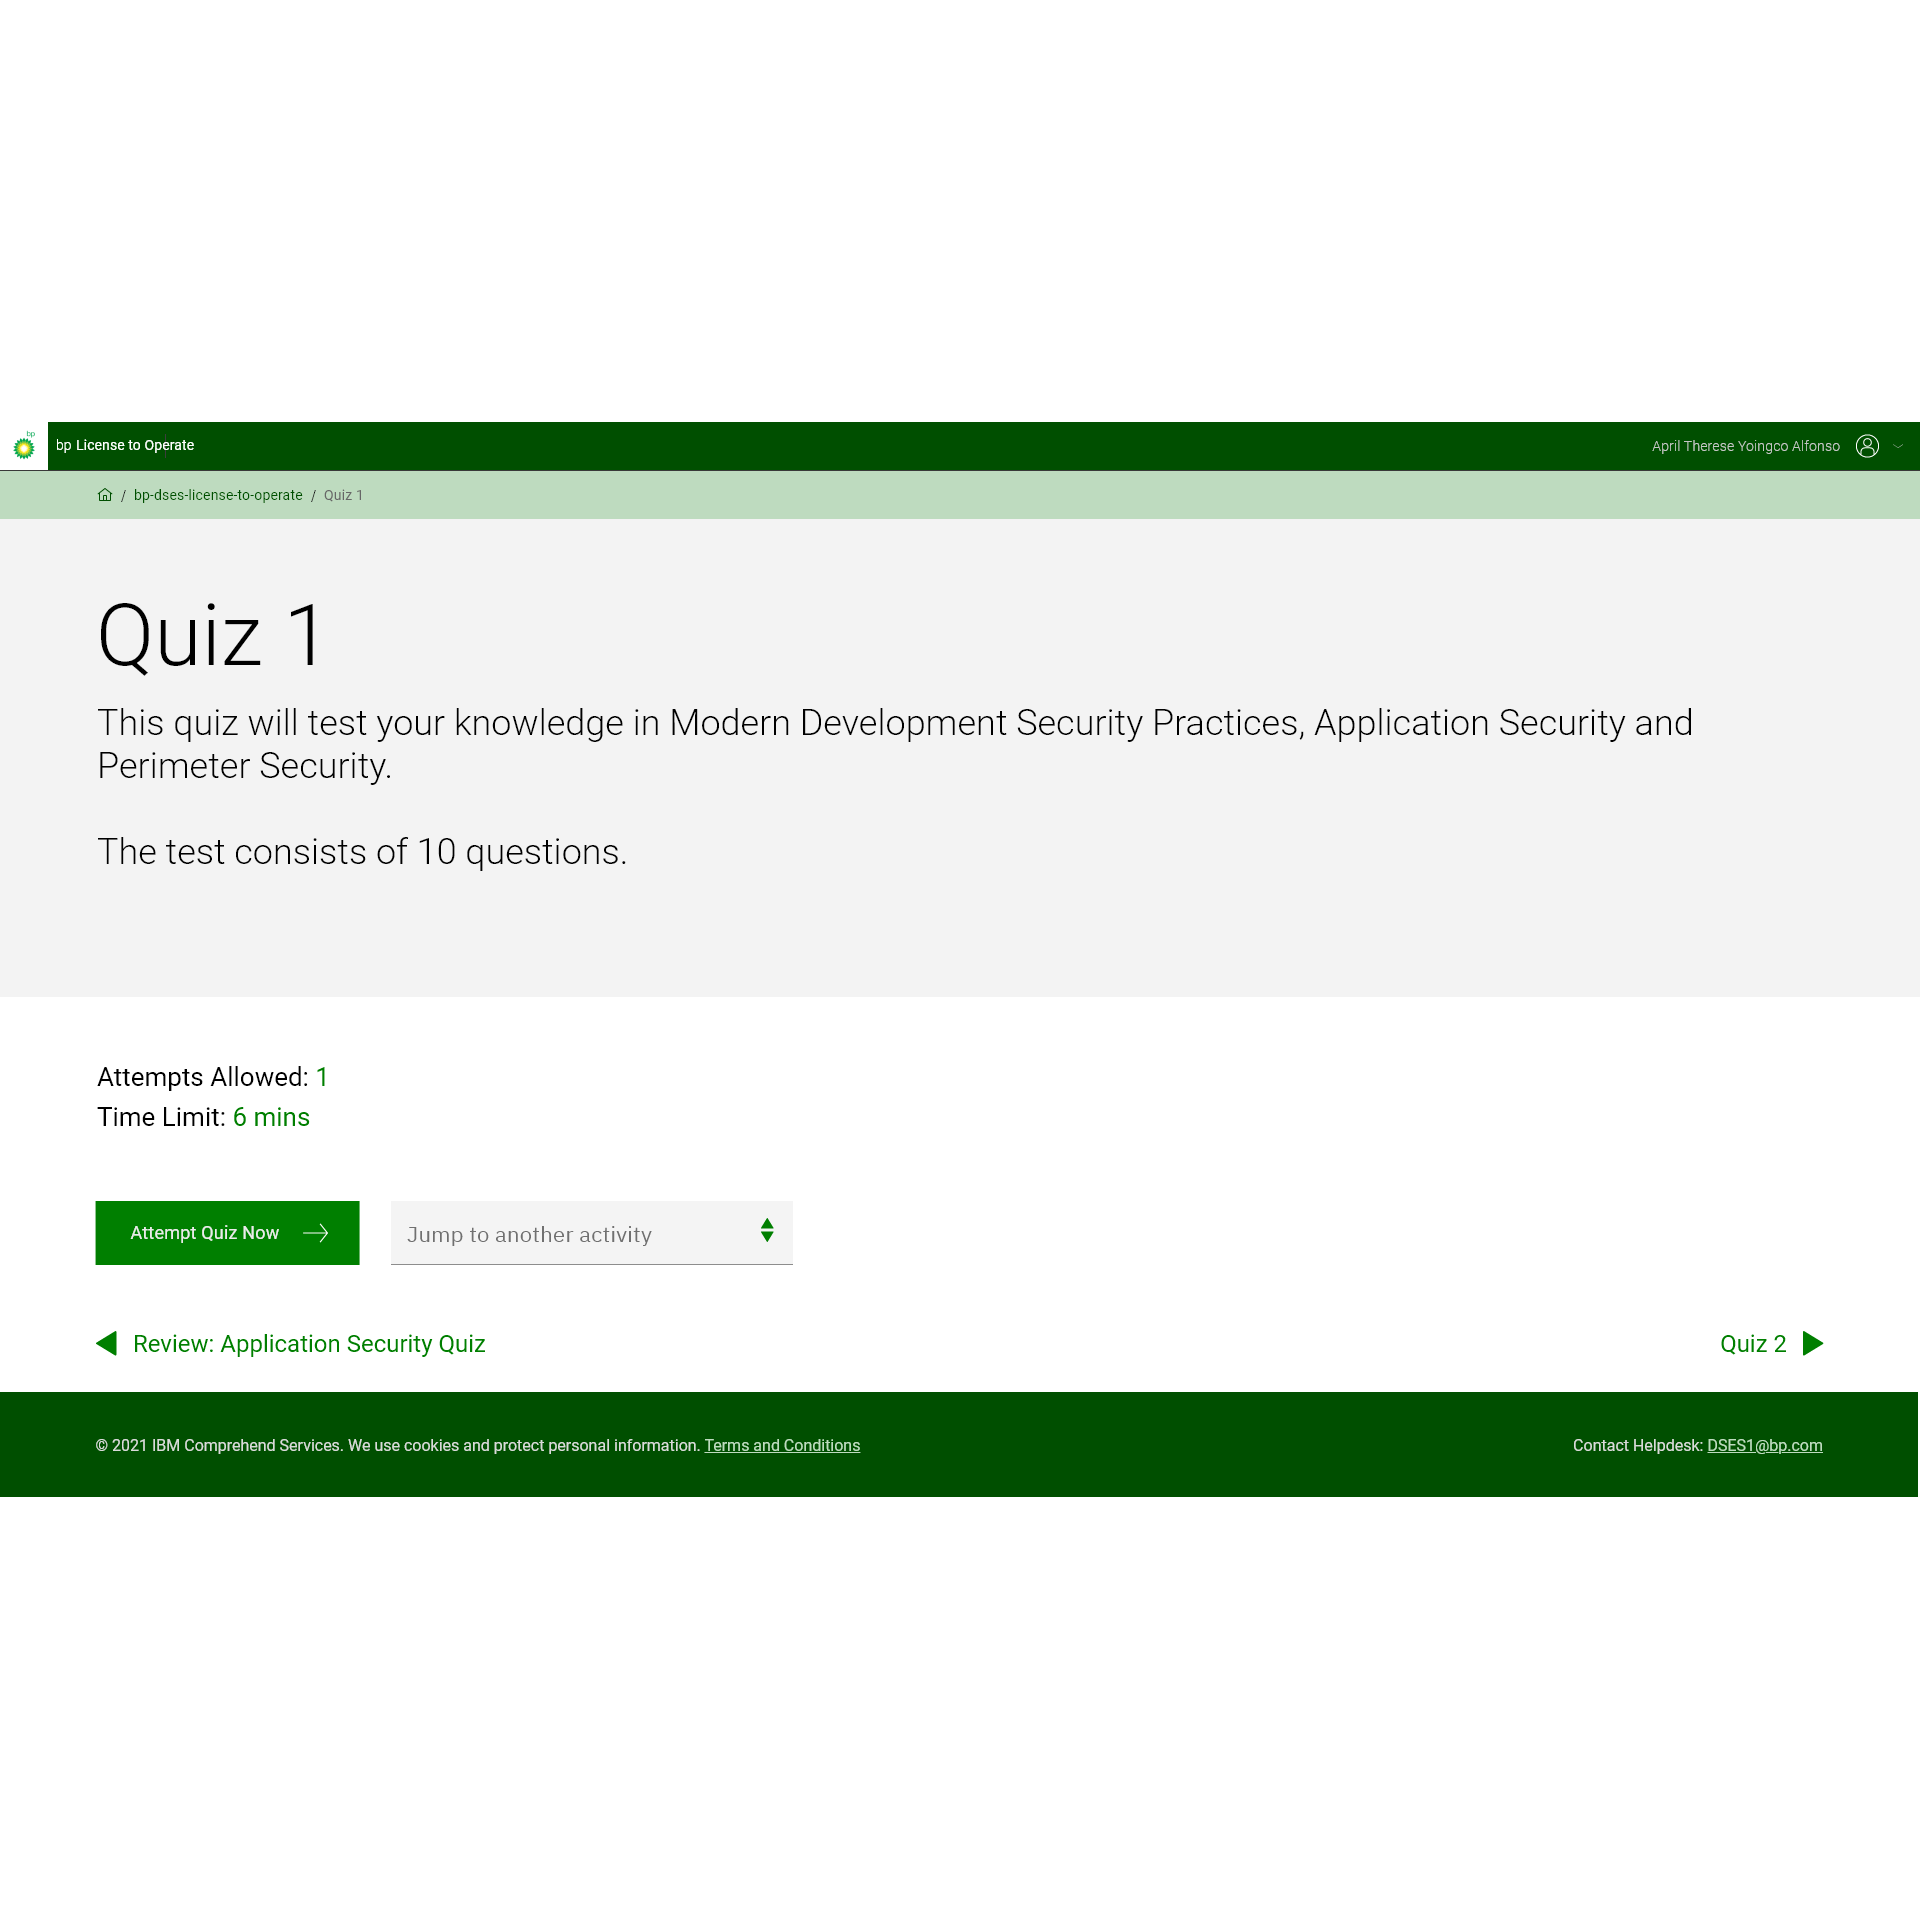 bp
bp License to Operate
April Therese Yoingco Alfonso
/ bp-dses-license-to-operate / Quiz 1
Quiz 1
This quiz will test your knowledge in Modern Development Security Practices, Application Security and
Perimeter Security.
The test consists of 10 questions.
Attempts Allowed: 1
Time Limit: 6 mins
Attempt Quiz Now
Jump to another activity
Review: Application Security Quiz
Quiz 2
© 2021 IBM Comprehend Services. We use cookies and protect personal information. Terms and Conditions
Contact Helpdesk: DSES1@bp.com